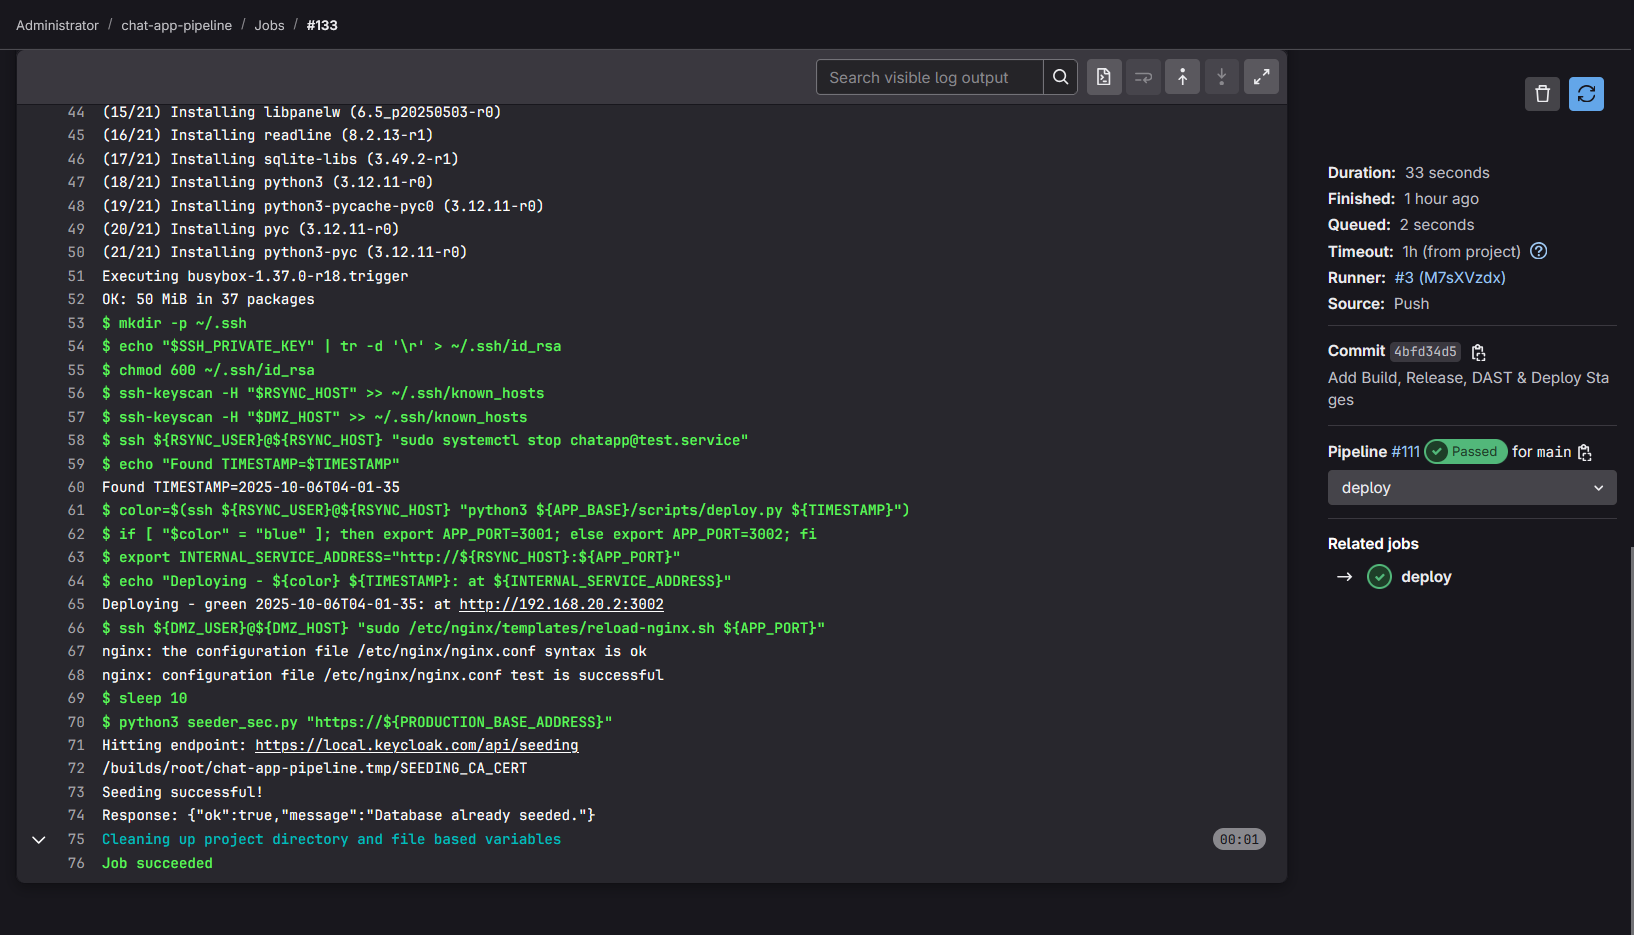 Administrator / chat-app-pipeline / Jobs / #133
Search visible log output
44 (15/21) Installing libpanelw (6.5_p20250503-r0)
45 (16/21) Installing readline (8.2.13-r1)
46 (17/21) Installing sqlite-libs (3.49.2-r1)
47 (18/21) Installing python3 (3.12.11-r0)
48 (19/21) Installing python3-pycache-pyc0 (3.12.11-r0)
49 (20/21) Installing pyc (3.12.11-r0)
50 (21/21) Installing python3-pyc (3.12.11-r0)
51 Executing busybox-1.37.0-r18.trigger
52 OK: 50 MiB in 37 packages
53 $ mkdir -p ~/.ssh
54 $ echo "$SSH_PRIVATE_KEY" | tr -d '\r' > ~/.ssh/id_rsa
55 $ chmod 600 ~/.ssh/id_rsa
56 $ ssh-keyscan -H "$RSYNC_HOST" >> ~/.ssh/known_hosts
57 $ ssh-keyscan -H "$DMZ_HOST" >> ~/.ssh/known_hosts
58 $ ssh ${RSYNC_USER}@${RSYNC_HOST} "sudo systemctl stop chatapp@test.service"
59 $ echo "Found TIMESTAMP=$TIMESTAMP"
60 Found TIMESTAMP=2025-10-06T04-01-35
61 $ color=$(ssh ${RSYNC_USER}@${RSYNC_HOST} "python3 ${APP_BASE}/scripts/deploy.py ${TIMESTAMP}")
62 $ if [ "$color" = "blue" ]; then export APP_PORT=3001; else export APP_PORT=3002; fi
63 $ export INTERNAL_SERVICE_ADDRESS="http://${RSYNC_HOST}:${APP_PORT}"
64 $ echo "Deploying - ${color} ${TIMESTAMP}: at ${INTERNAL_SERVICE_ADDRESS}"
65 Deploying - green 2025-10-06T04-01-35: at http://192.168.20.2:3002
66 $ ssh ${DMZ_USER}@${DMZ_HOST} "sudo /etc/nginx/templates/reload-nginx.sh ${APP_PORT}"
67 nginx: the configuration file /etc/nginx/nginx.conf syntax is ok
68 nginx: configuration file /etc/nginx/nginx.conf test is successful
69 $ sleep 10
70 $ python3 seeder_sec.py "https://${PRODUCTION_BASE_ADDRESS}"
71 Hitting endpoint: https://local.keycloak.com/api/seeding
72 /builds/root/chat-app-pipeline.tmp/SEEDING_CA_CERT
73 Seeding successful!
74 Response: {"ok":true,"message":"Database already seeded."}
75 Cleaning up project directory and file based variables 00:01
76 Job succeeded
Duration: 33 seconds
Finished: 1 hour ago
Queued: 2 seconds
Timeout: 1h (from project) ?
Runner: #3 (M7sXVzdx)
Source: Push
Commit 4bfd34d5
Add Build, Release, DAST & Deploy Sta
ges
Pipeline #111 Passed for main
deploy
Related jobs
→ deploy